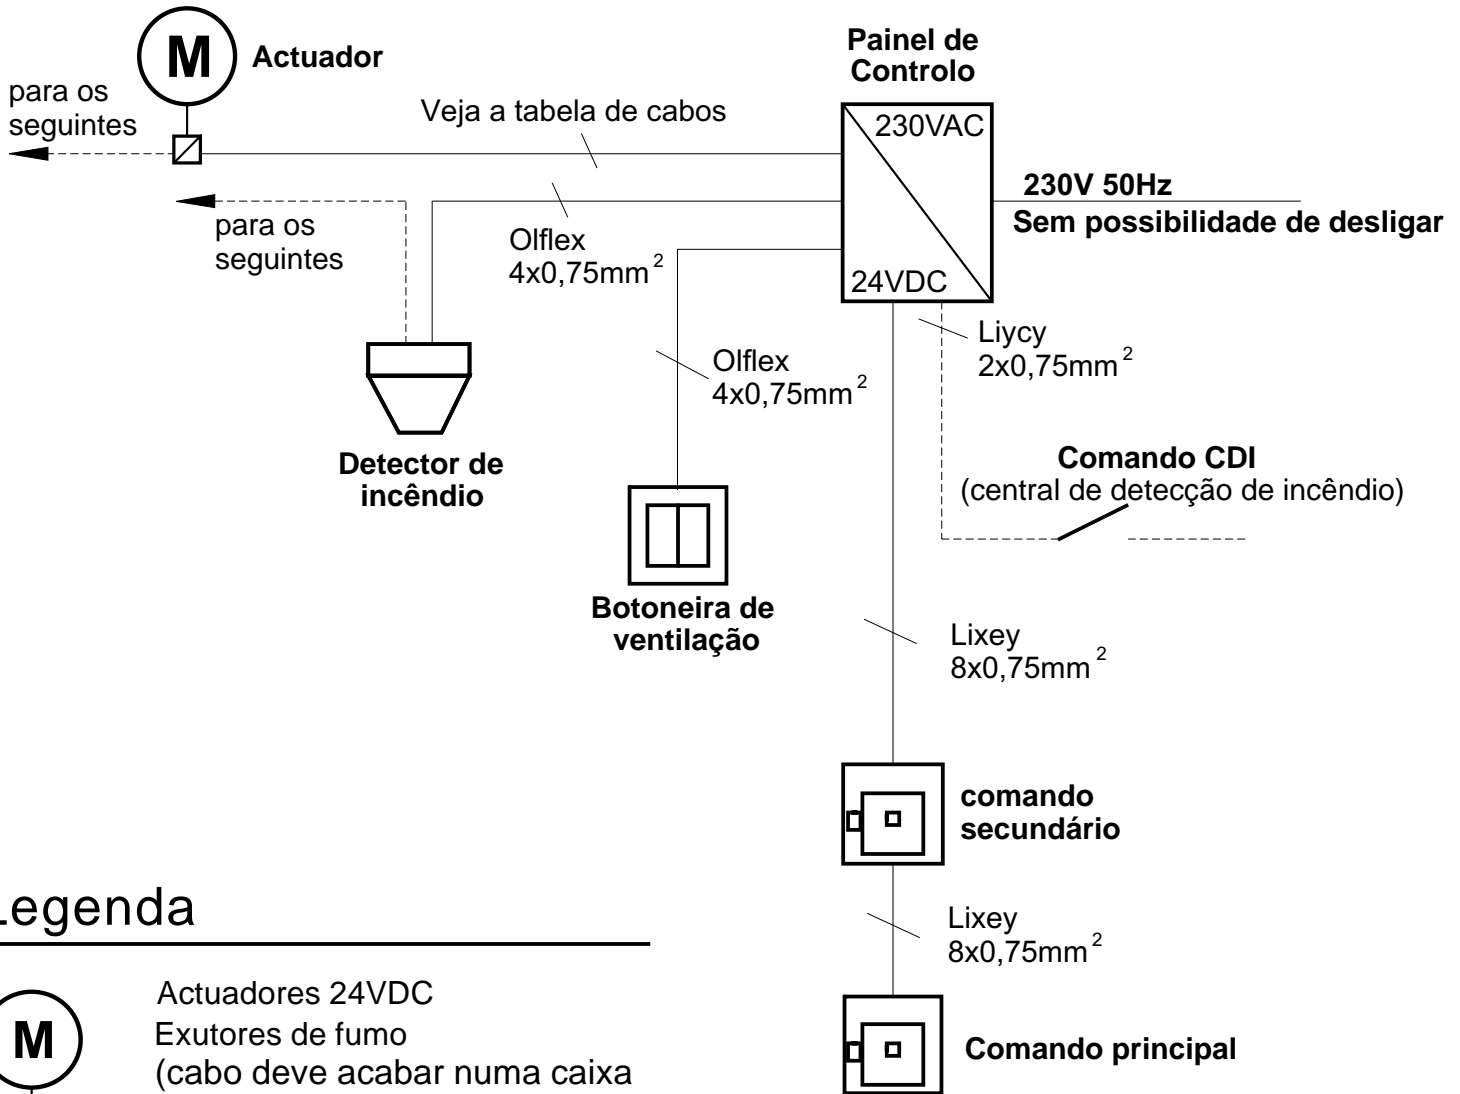 M
Actuador
para os
seguintes
Veja a tabela de cabos
Painel de
Controlo
230VAC
24VDC
230V 50Hz
Sem possibilidade de desligar
para os
seguintes
Olflex
4x0,75mm²
Detector de
incêndio
Olflex
4x0,75mm²
Botoneira de
ventilação
Liycy
2x0,75mm²
Comando CDI
(central de detecção de incêndio)
Lixey
8x0,75mm²
comando
secundário
Lixey
8x0,75mm²
Comando principal
Legenda
M
Actuadores 24VDC
Exutores de fumo
(cabo deve acabar numa caixa